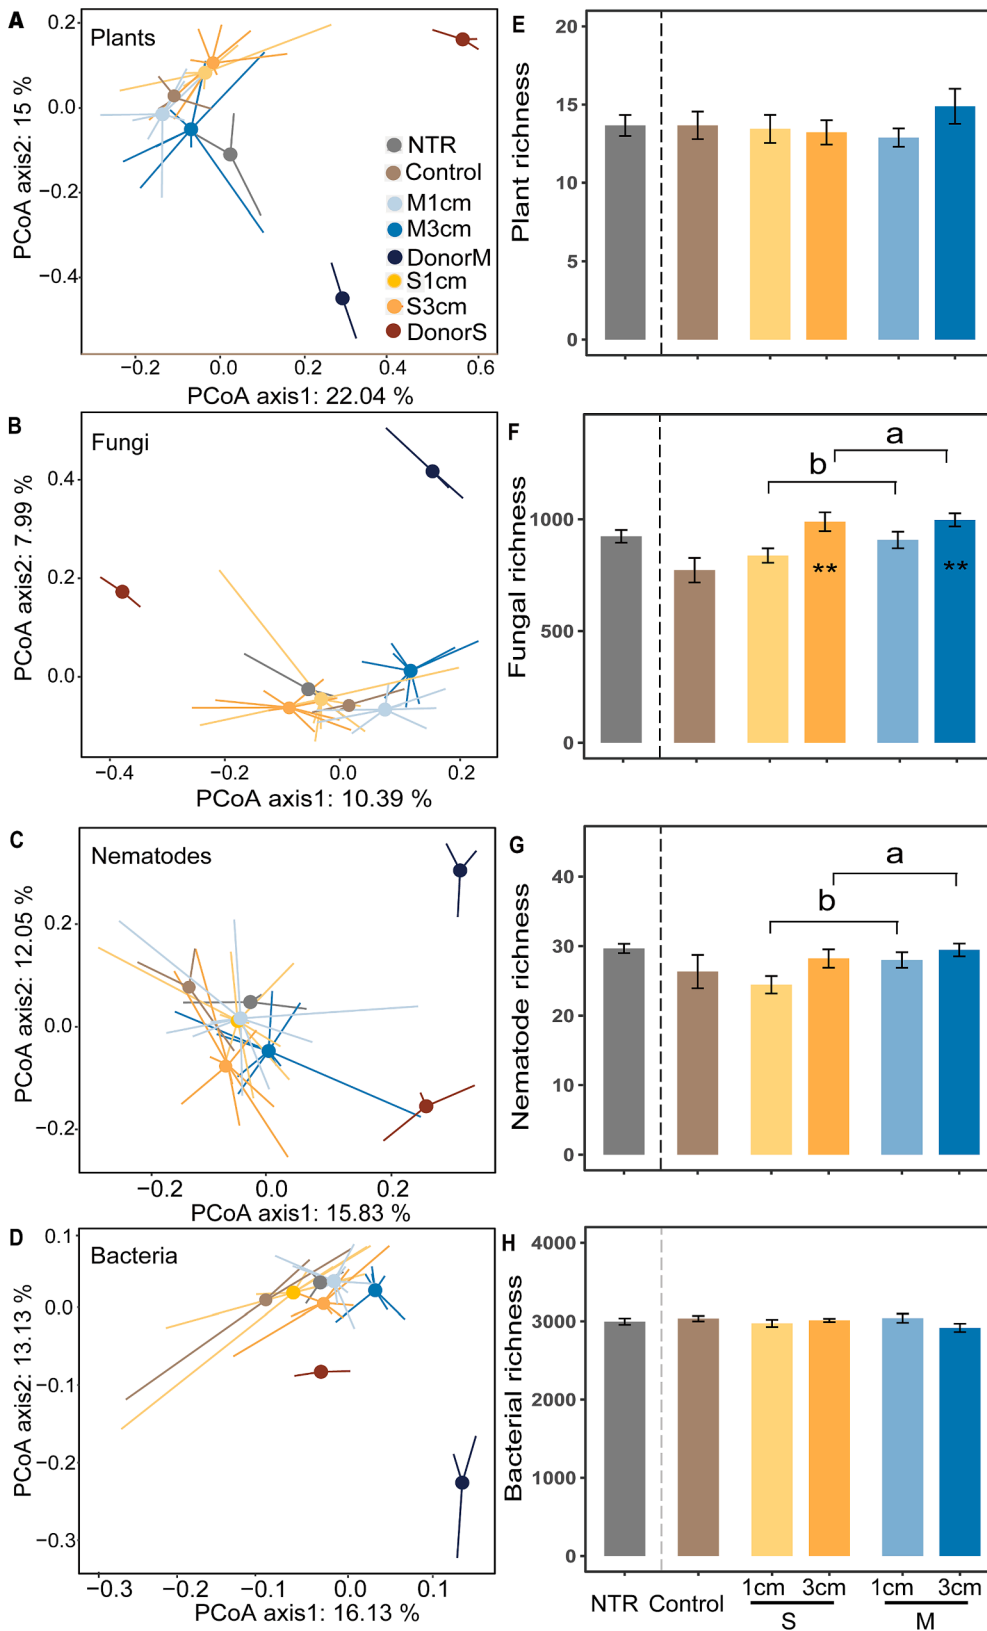 A
Plants
0.2
0.0
−0.2
−0.4
PCoA axis2: 15 %
NTR
Control
M1cm
M3cm
DonorM
S1cm
S3cm
DonorS
−0.2
0.0
0.2
0.4
0.6
PCoA axis1: 22.04 %
B
Fungi
0.4
0.2
0.0
PCoA axis2: 7.99 %
−0.4
−0.2
0.0
0.2
PCoA axis1: 10.39 %
C
Nematodes
0.2
0.0
−0.2
PCoA axis2: 12.05 %
−0.2
0.0
0.2
PCoA axis1: 15.83 %
D
Bacteria
0.1
0.0
−0.1
−0.2
−0.3
PCoA axis2: 13.13 %
−0.3
−0.2
−0.1
0.0
0.1
PCoA axis1: 16.13 %
E
20
15
10
5
0
Plant richness
F
a
b
1000
500
0
Fungal richness
**
**
G
a
b
40
30
20
10
0
Nematode richness
H
4000
3000
2000
1000
0
Bacterial richness
NTR
Control
1cm
3cm
1cm
3cm
S
M